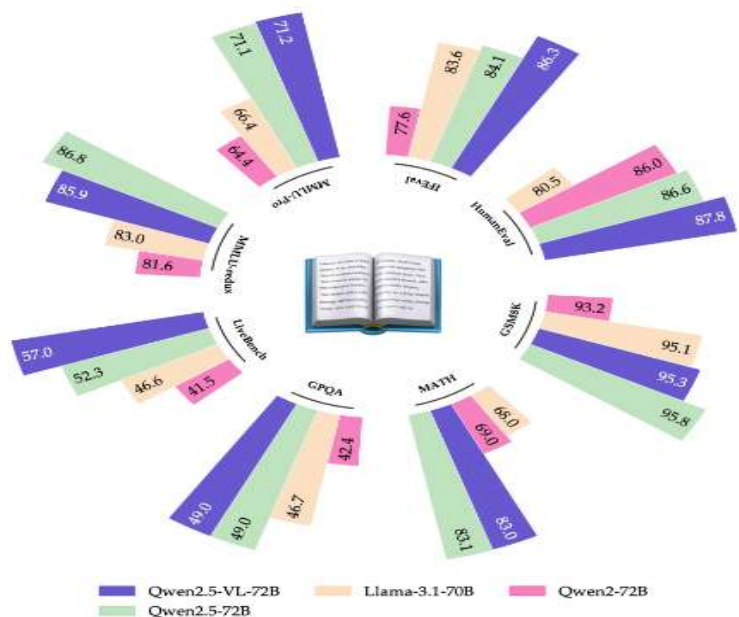 71.1
71.2
66.4
64.4
MMLU-Pro
77.6
83.6
84.1
86.3
IFEval
80.5
86.0
86.6
87.8
HumanEval
86.8
85.9
83.0
81.6
MMLU-redux
93.2
95.1
95.3
95.8
GSM8K
57.0
52.3
46.6
41.5
LiveBench
49.0
49.0
46.7
42.4
GPQA
83.1
83.0
69.0
68.0
MATH
Qwen2.5-VL-72B
Llama-3.1-70B
Qwen2-72B
Qwen2.5-72B